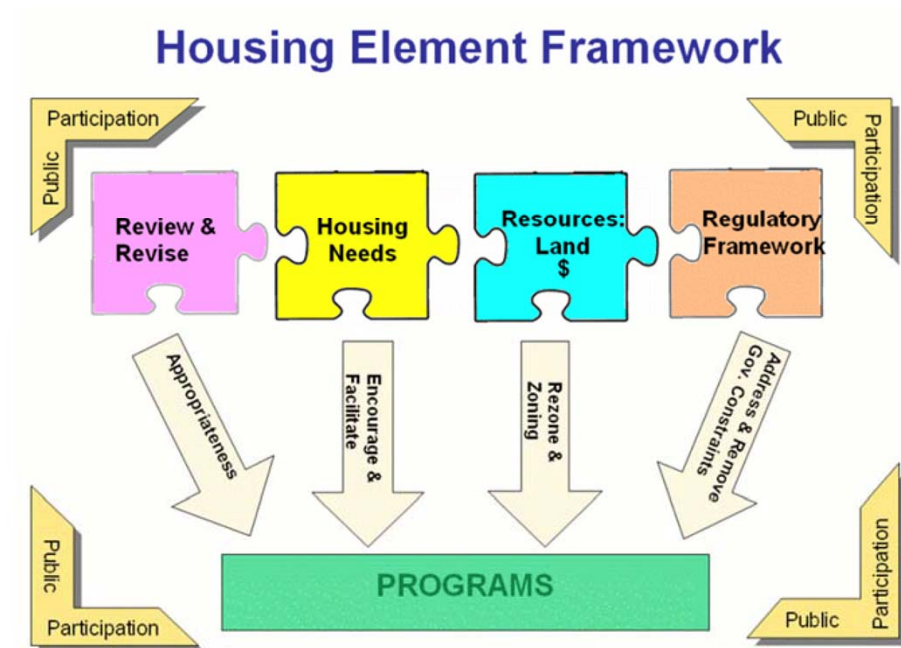 Housing Element Framework
Participation
Public
Public
Participation
Review &
Revise
Housing
Needs
Resources:
Land
$
Regulatory
Framework
Appropriateness
Encourage &
Facilitate
Rezone &
Zoning
Address & Remove
Gov. Constraints
PROGRAMS
Public
Participation
Public
Participation